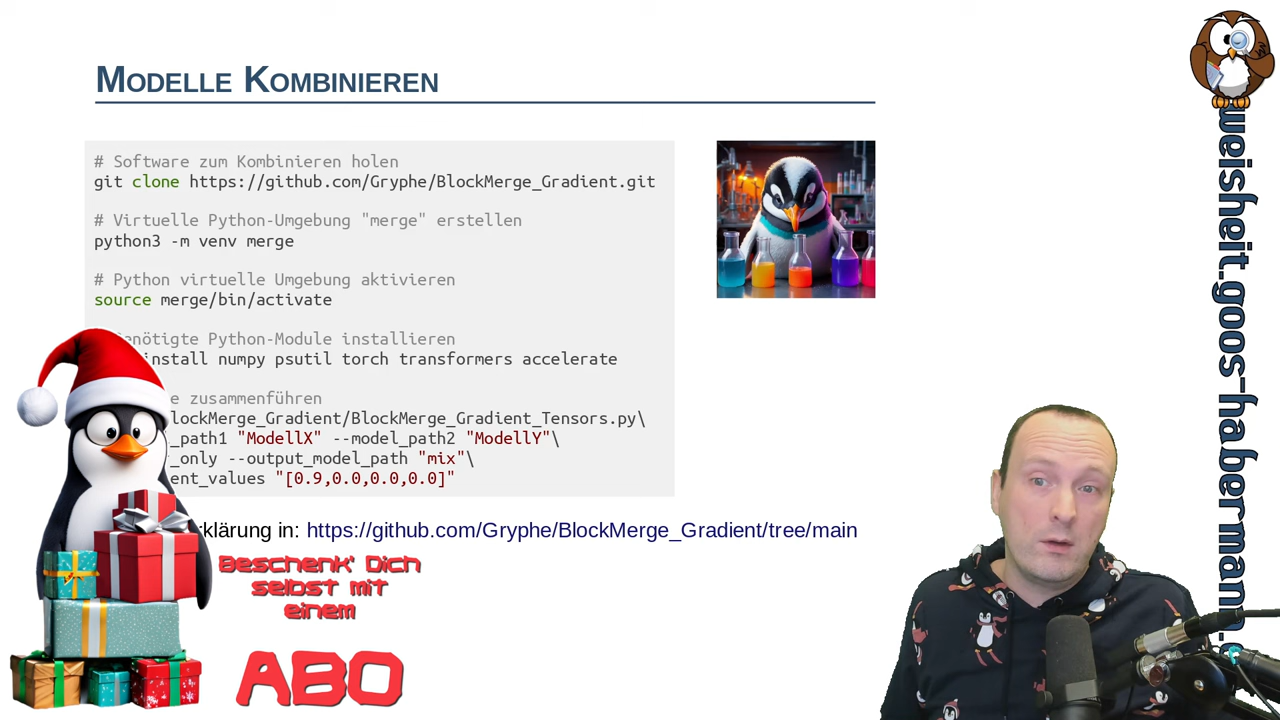 Modelle Kombinieren
# Software zum Kombinieren holen
git clone https://github.com/Gryphe/BlockMerge_Gradient.git
# Virtuelle Python-Umgebung "merge" erstellen
python3 -m venv merge
# Python virtuelle Umgebung aktivieren
source merge/bin/activate
enötigte Python-Module installieren
install numpy psutil torch transformers accelerate
e zusammenführen
lockMerge_Gradient/BlockMerge_Gradient_Tensors.py\
_path1 "ModellX" --model_path2 "ModellY"\
_only --output_model_path "mix"\
ent_values "[0.9,0.0,0.0,0.0]"
rklärung in: https://github.com/Gryphe/BlockMerge_Gradient/tree/main
Beschenk' Dich
selbst mit
einem
ABO
weisheit.goos-habermann.